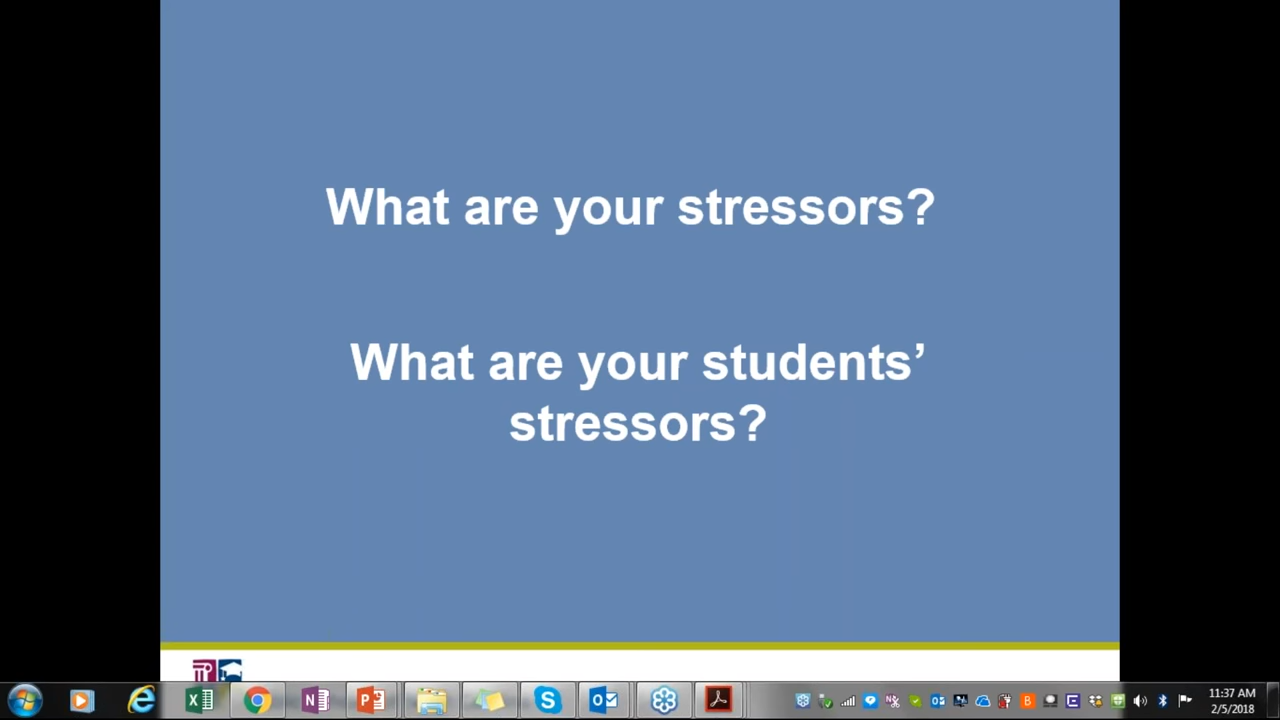 What are your stressors?
What are your students’
stressors?
11:37 AM
2/5/2018